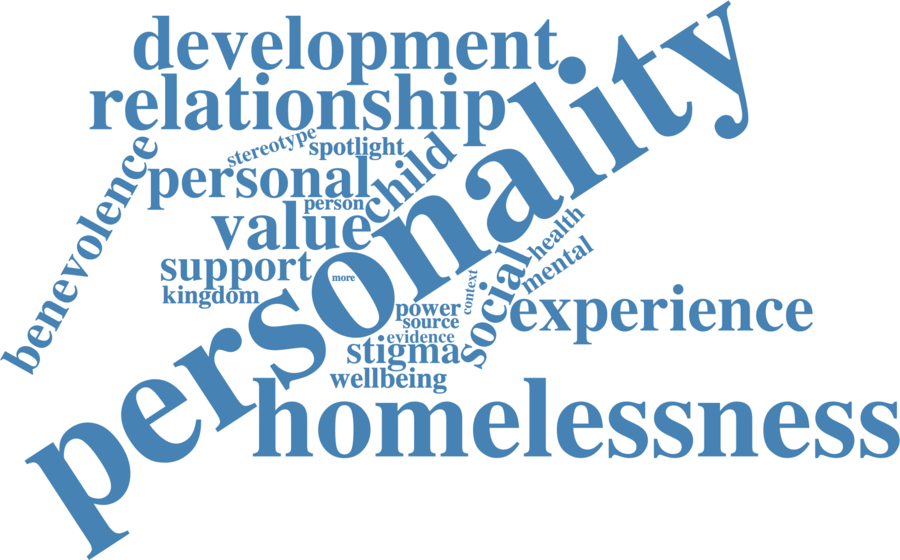 development
relationship
personality
stereotype
spotlight
benevolence
personal
child
person
value
health
support
more
mental
kingdom
context
social
power
experience
source
evidence
stigma
wellbeing
homelessness